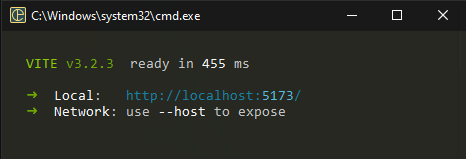 C:\Windows\system32\cmd.exe
VITE v3.2.3 ready in 455 ms
➜ Local: http://localhost:5173/
➜ Network: use --host to expose